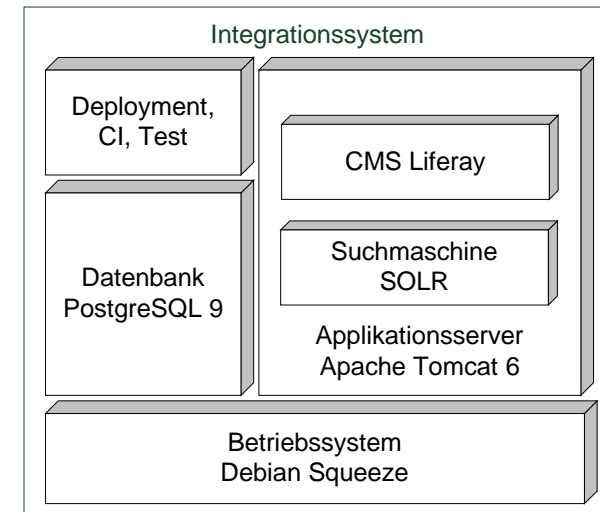 Integrationssystem
Deployment,
CI, Test
CMS Liferay
Suchmaschine
SOLR
Datenbank
PostgreSQL 9
Applikationsserver
Apache Tomcat 6
Betriebssystem
Debian Squeeze